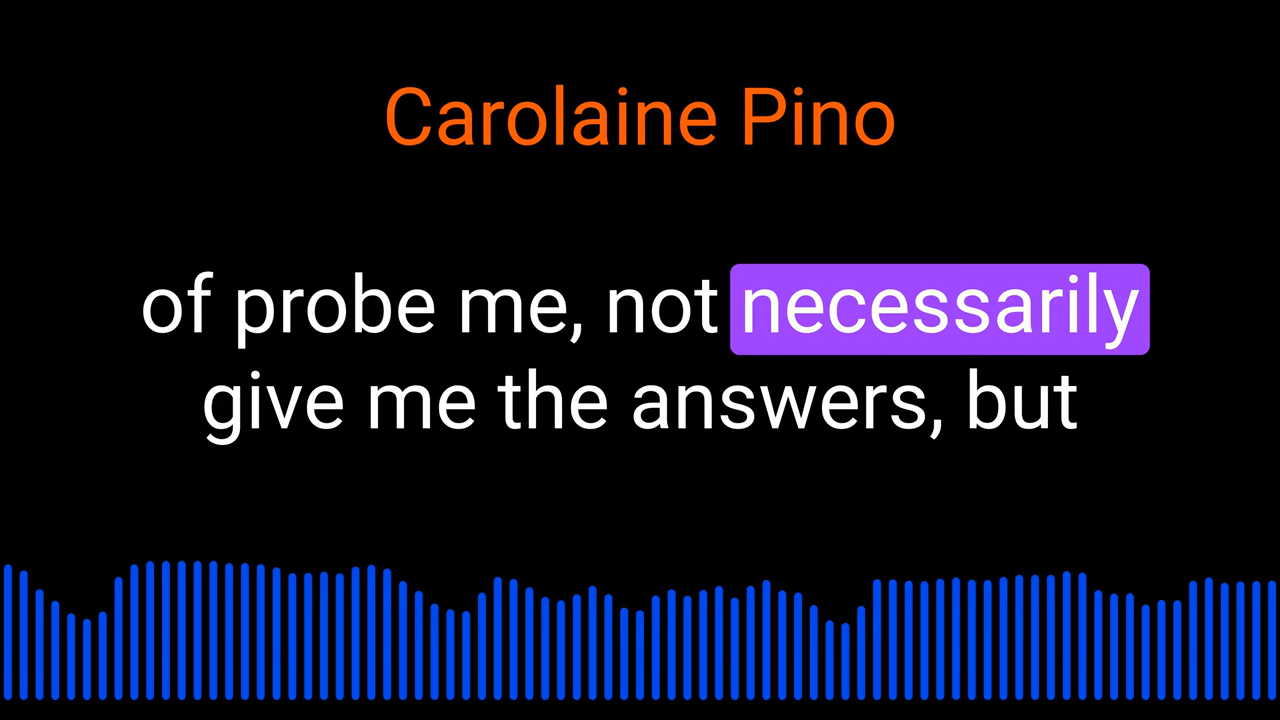 Carolaine Pino
of probe me, not necessarily
give me the answers, but